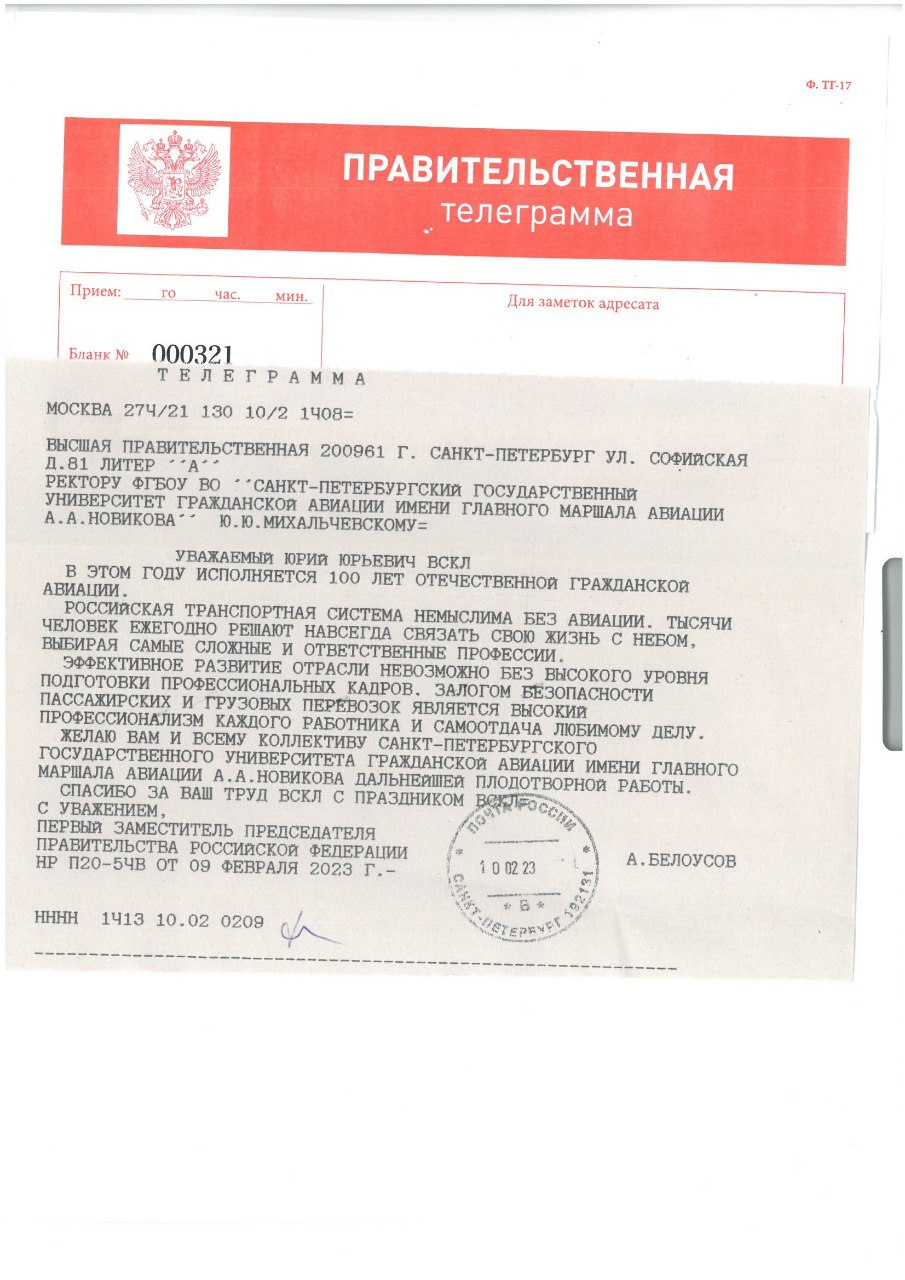 Ф. ТГ-17
ПРАВИТЕЛЬСТВЕННАЯ
телеграмма
Прием: го час. мин.
Для заметок адресата
Бланк № 000321
ТЕЛЕГРАММА
МОСКВА 27Ч/21 130 10/2 1Ч08=
ВЫСШАЯ ПРАВИТЕЛЬСТВЕННАЯ 200961 Г. САНКТ-ПЕТЕРБУРГ УЛ. СОФИЙСКАЯ
Д.81 ЛИТЕР ´´А´´
РЕКТОРУ ФГБОУ ВО ´´САНКТ-ПЕТЕРБУРГСКИЙ ГОСУДАРСТВЕННЫЙ
УНИВЕРСИТЕТ ГРАЖДАНСКОЙ АВИАЦИИ ИМЕНИ ГЛАВНОГО МАРШАЛА АВИАЦИИ
А.А.НОВИКОВА´´ Ю.Ю.МИХАЛЬЧЕВСКОМУ=
УВАЖАЕМЫЙ ЮРИЙ ЮРЬЕВИЧ ВСКЛ
В ЭТОМ ГОДУ ИСПОЛНЯЕТСЯ 100 ЛЕТ ОТЕЧЕСТВЕННОЙ ГРАЖДАНСКОЙ
АВИАЦИИ.
РОССИЙСКАЯ ТРАНСПОРТНАЯ СИСТЕМА НЕМЫСЛИМА БЕЗ АВИАЦИИ. ТЫСЯЧИ
ЧЕЛОВЕК ЕЖЕГОДНО РЕШАЮТ НАВСЕГДА СВЯЗАТЬ СВОЮ ЖИЗНЬ С НЕБОМ,
ВЫБИРАЯ САМЫЕ СЛОЖНЫЕ И ОТВЕТСТВЕННЫЕ ПРОФЕССИИ.
ЭФФЕКТИВНОЕ РАЗВИТИЕ ОТРАСЛИ НЕВОЗМОЖНО БЕЗ ВЫСОКОГО УРОВНЯ
ПОДГОТОВКИ ПРОФЕССИОНАЛЬНЫХ КАДРОВ. ЗАЛОГОМ БЕЗОПАСНОСТИ
ПАССАЖИРСКИХ И ГРУЗОВЫХ ПЕРЕВОЗОК ЯВЛЯЕТСЯ ВЫСОКИЙ
ПРОФЕССИОНАЛИЗМ КАЖДОГО РАБОТНИКА И САМООТДАЧА ЛЮБИМОМУ ДЕЛУ.
ЖЕЛАЮ ВАМ И ВСЕМУ КОЛЛЕКТИВУ САНКТ-ПЕТЕРБУРГСКОГО
ГОСУДАРСТВЕННОГО УНИВЕРСИТЕТА ГРАЖДАНСКОЙ АВИАЦИИ ИМЕНИ ГЛАВНОГО
МАРШАЛА АВИАЦИИ А.А.НОВИКОВА ДАЛЬНЕЙШЕЙ ПЛОДОТВОРНОЙ РАБОТЫ.
СПАСИБО ЗА ВАШ ТРУД ВСКЛ С ПРАЗДНИКОМ ВСКЛ=
С УВАЖЕНИЕМ,
ПЕРВЫЙ ЗАМЕСТИТЕЛЬ ПРЕДСЕДАТЕЛЯ
ПРАВИТЕЛЬСТВА РОССИЙСКОЙ ФЕДЕРАЦИИ А.БЕЛОУСОВ
НР П20-5ЧВ ОТ 09 ФЕВРАЛЯ 2023 Г.-
ПОЧТА РОССИИ
10 02 23
* В *
САНКТ-ПЕТЕРБУРГ 192131
НННН 1Ч13 10.02 0209